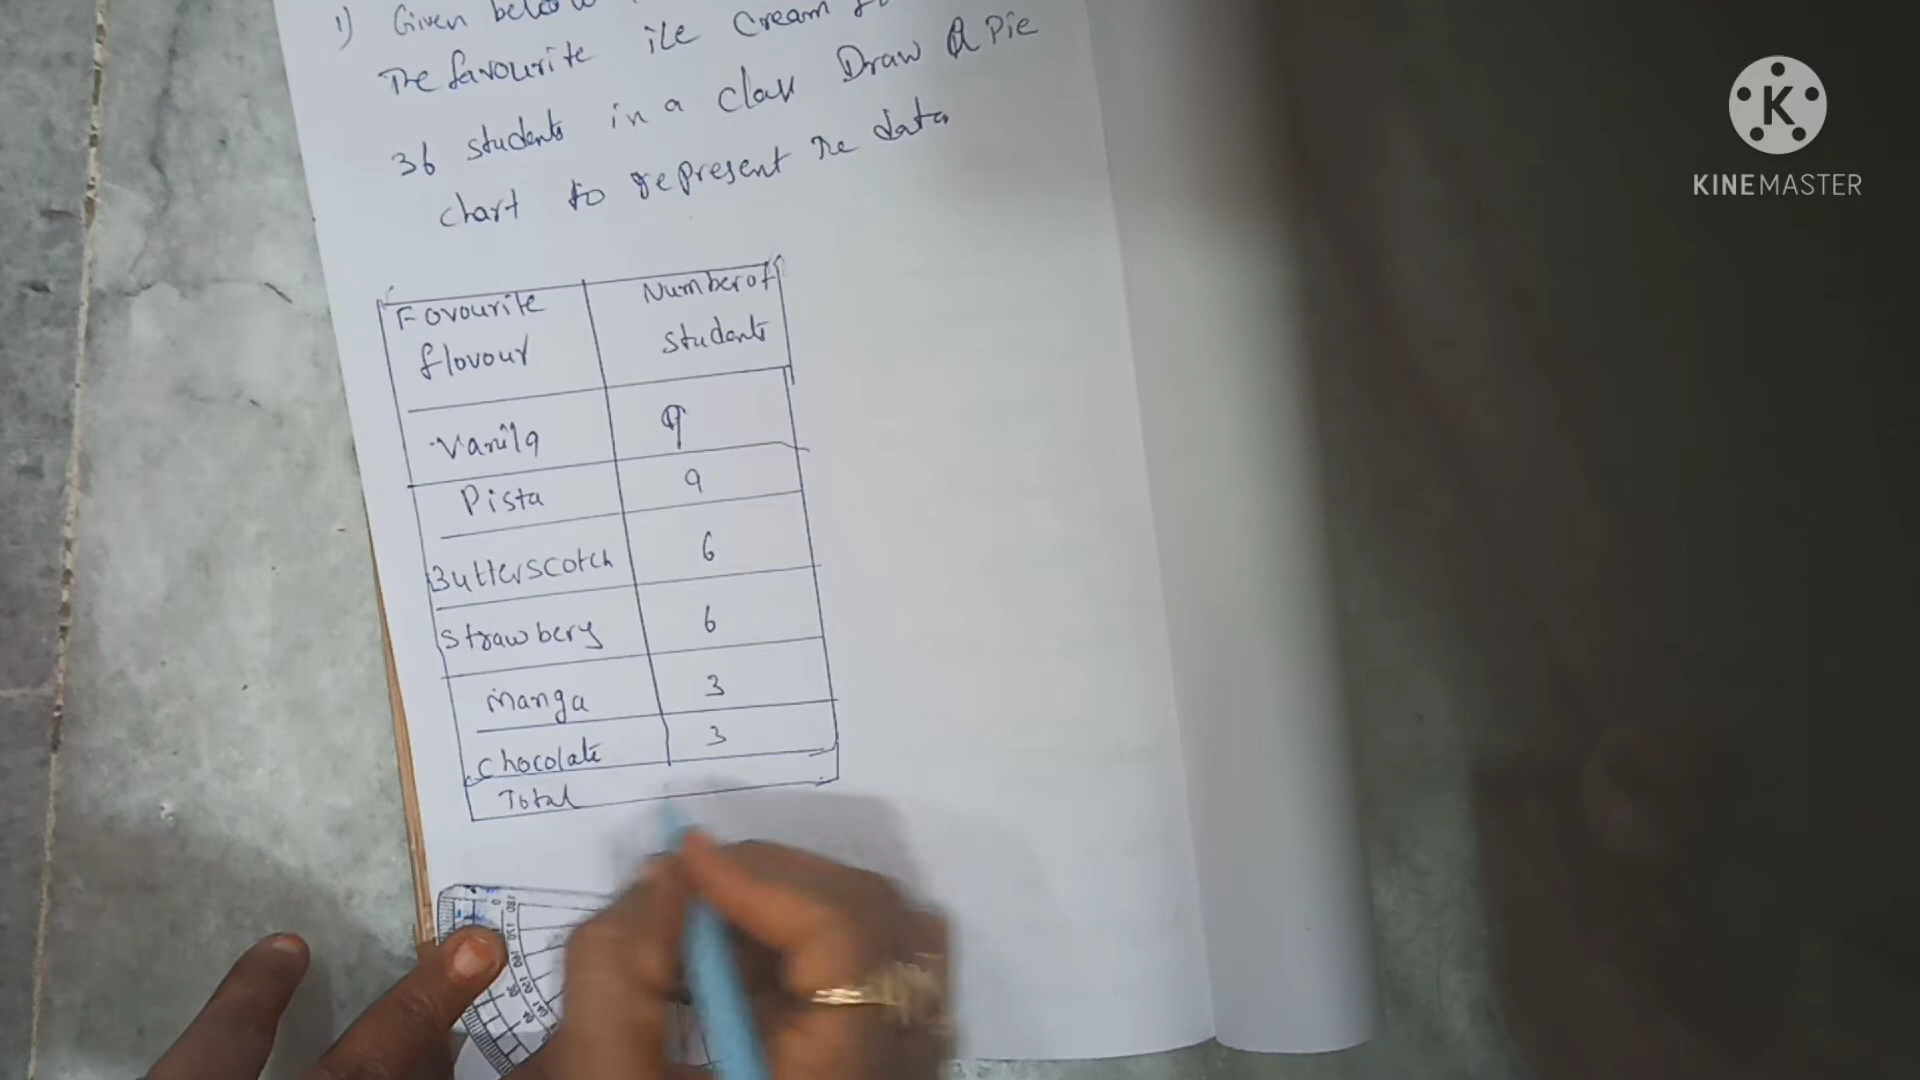 1) Given below
The favourite ice cream
36 students in a class Draw A Pie
chart to represent the data
Favourite flovour Number of students
Vanila 9
Pista 9
Butterscotch 6
Strawbery 6
Manga 3
Chocolate 3
Total
K
KINEMASTER